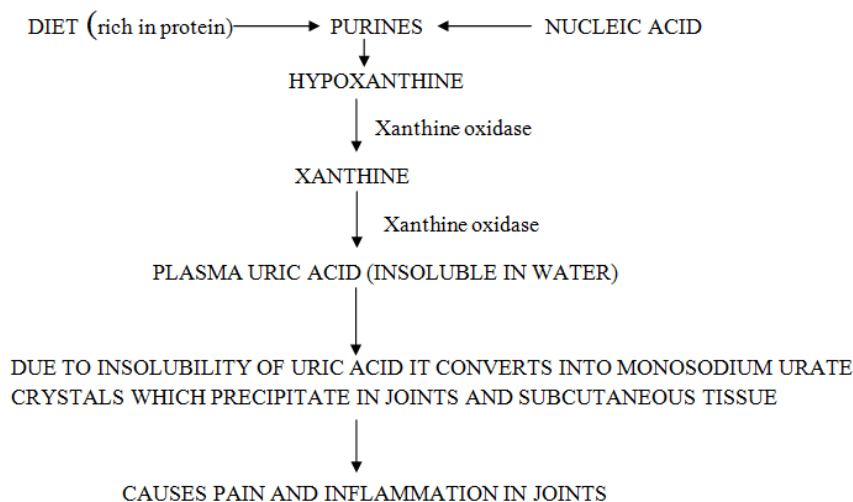 DIET (rich in protein) PURINES NUCLEIC ACID
HYPOXANTHINE
Xanthine oxidase
XANTHINE
Xanthine oxidase
PLASMA URIC ACID (INSOLUBLE IN WATER)
DUE TO INSOLUBILITY OF URIC ACID IT CONVERTS INTO MONOSODIUM URATE
CRYSTALS WHICH PRECIPITATE IN JOINTS AND SUBCUTANEOUS TISSUE
CAUSES PAIN AND INFLAMMATION IN JOINTS